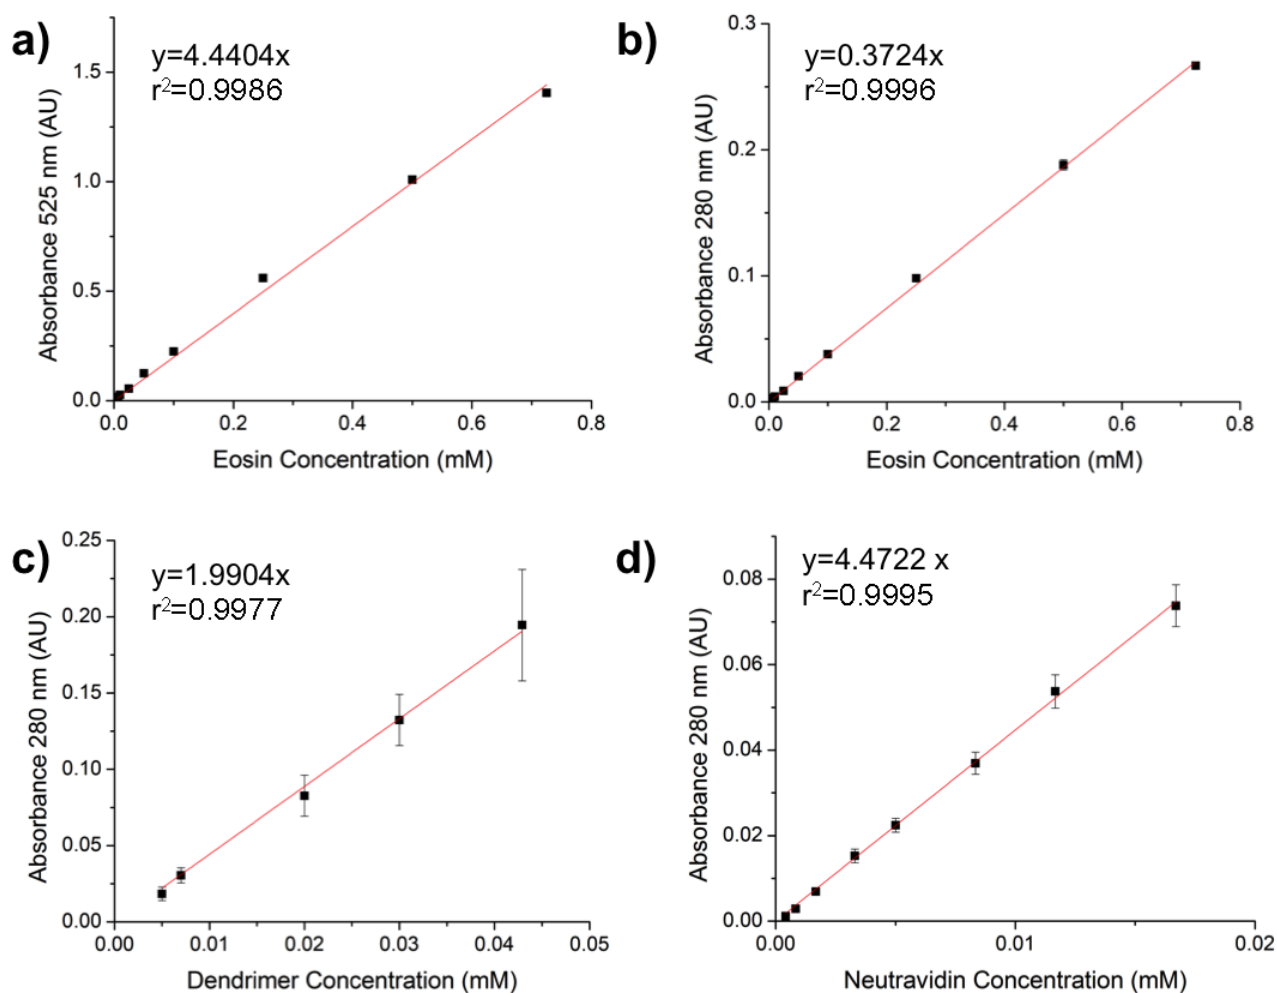 a)
y=4.4404x
r²=0.9986
Absorbance 525 nm (AU)
1.5
1.0
0.5
0.0
0.0 0.2 0.4 0.6 0.8
Eosin Concentration (mM)
b)
y=0.3724x
r²=0.9996
Absorbance 280 nm (AU)
0.3
0.2
0.1
0.0
0.0 0.2 0.4 0.6 0.8
Eosin Concentration (mM)
c)
y=1.9904x
r²=0.9977
Absorbance 280 nm (AU)
0.25
0.20
0.15
0.10
0.05
0.00
0.00 0.01 0.02 0.03 0.04 0.05
Dendrimer Concentration (mM)
d)
y=4.4722 x
r²=0.9995
Absorbance 280 nm (AU)
0.08
0.06
0.04
0.02
0.00
0.00 0.01 0.02
Neutravidin Concentration (mM)